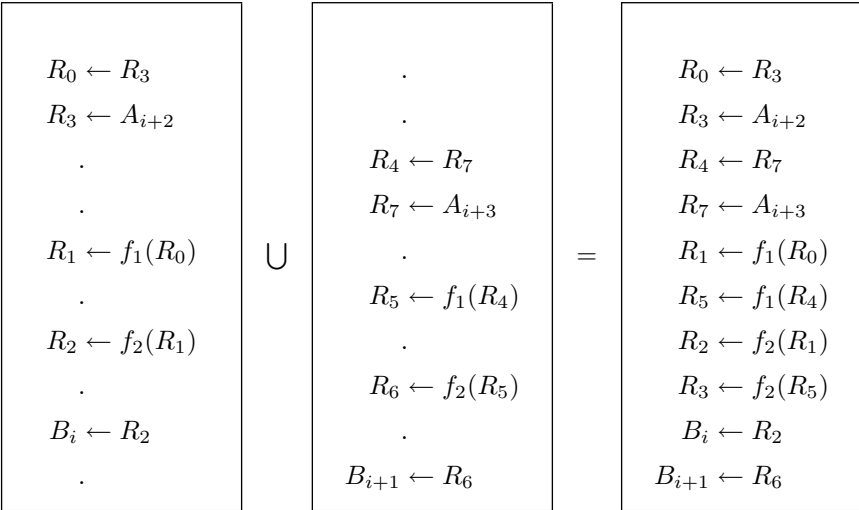 R_0 ← R_3
R_3 ← A_{i+2}
.
.
R_1 ← f_1(R_0)
.
R_2 ← f_2(R_1)
.
B_i ← R_2
.
⋃
.
.
R_4 ← R_7
R_7 ← A_{i+3}
.
R_5 ← f_1(R_4)
.
R_6 ← f_2(R_5)
.
B_{i+1} ← R_6
=
R_0 ← R_3
R_3 ← A_{i+2}
R_4 ← R_7
R_7 ← A_{i+3}
R_1 ← f_1(R_0)
R_5 ← f_1(R_4)
R_2 ← f_2(R_1)
R_3 ← f_2(R_5)
B_i ← R_2
B_{i+1} ← R_6